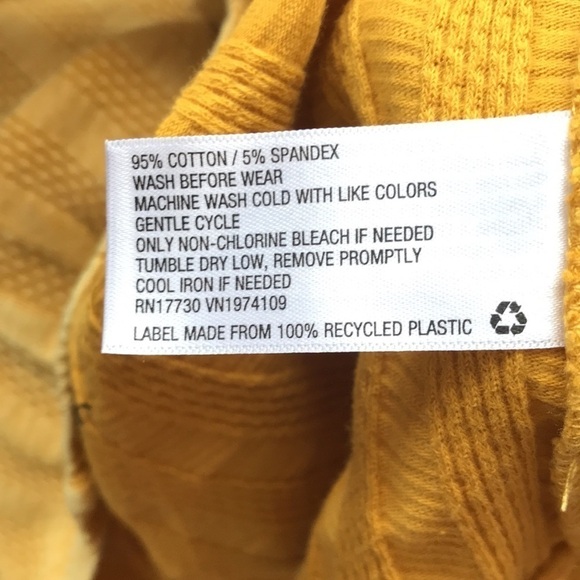 95% COTTON / 5% SPANDEX
WASH BEFORE WEAR
MACHINE WASH COLD WITH LIKE COLORS
GENTLE CYCLE
ONLY NON-CHLORINE BLEACH IF NEEDED
TUMBLE DRY LOW, REMOVE PROMPTLY
COOL IRON IF NEEDED
RN17730 VN1974109
LABEL MADE FROM 100% RECYCLED PLASTIC